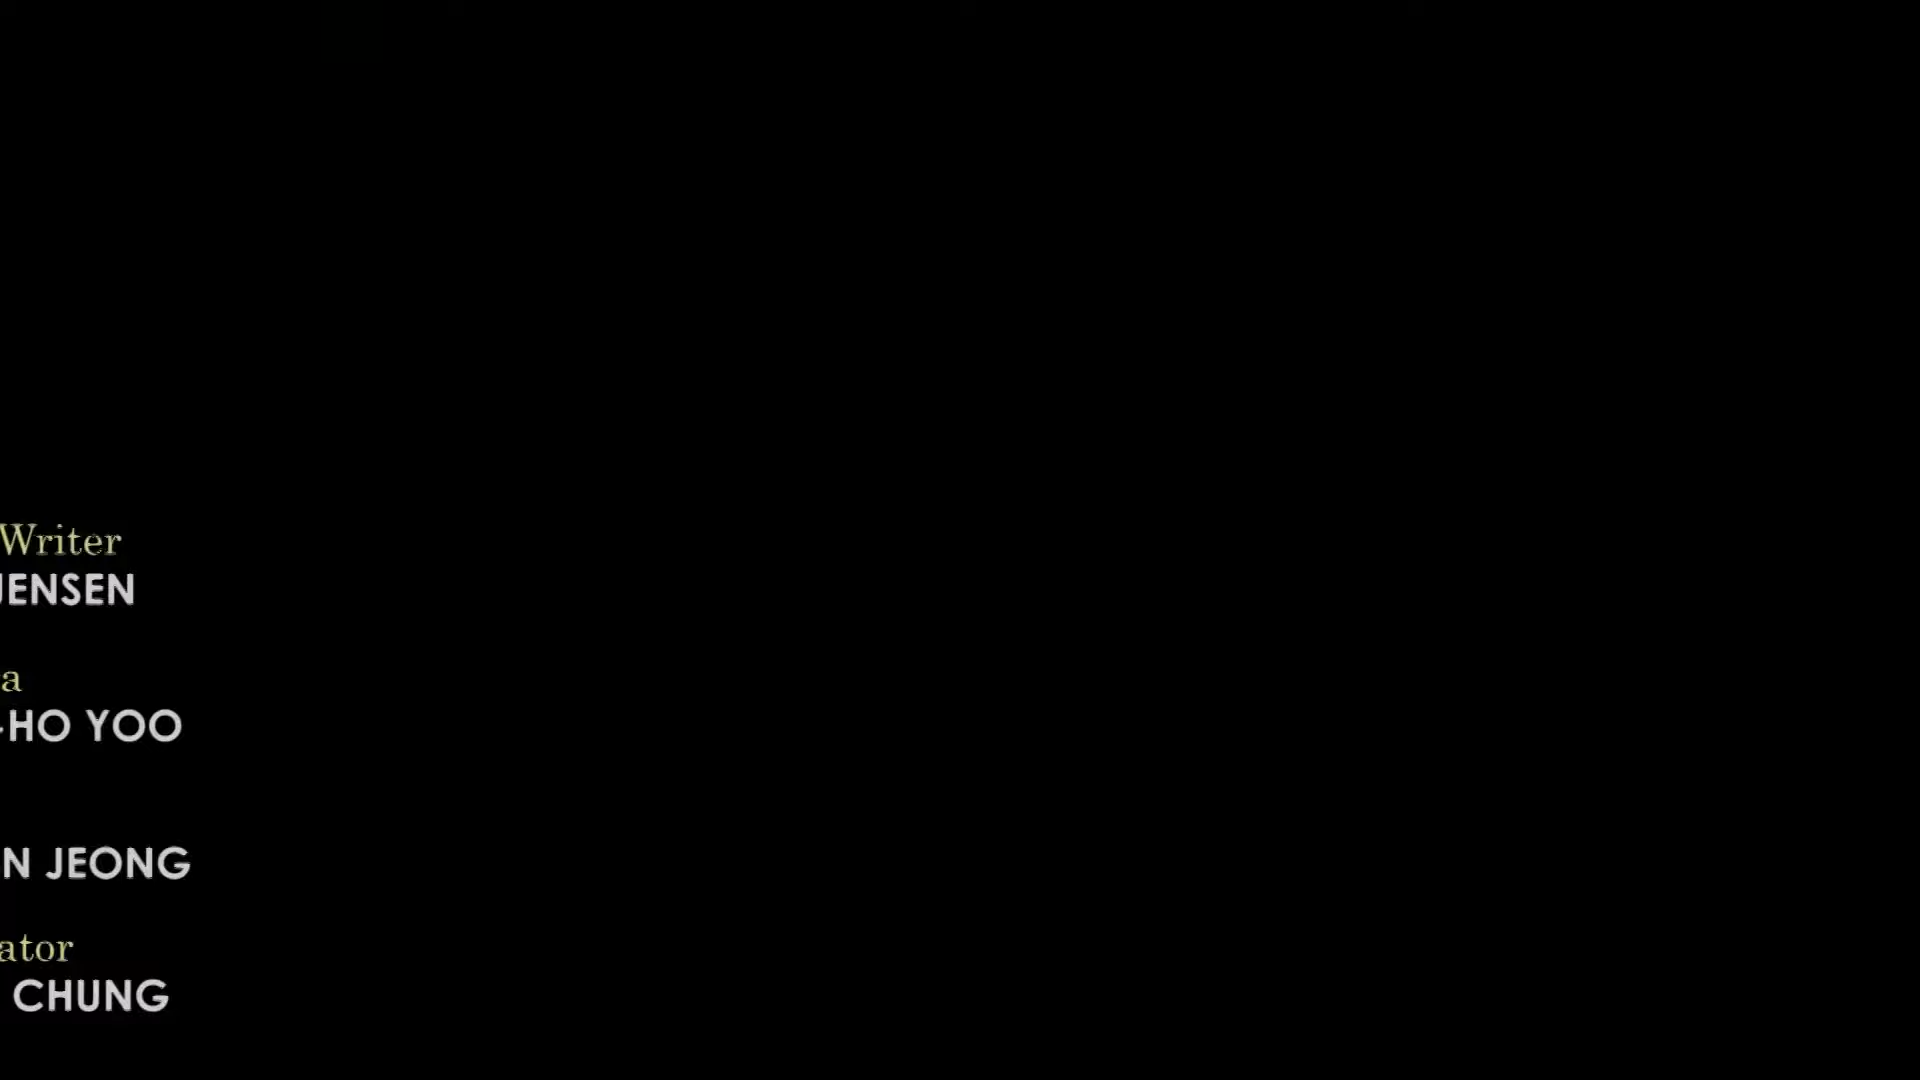 Writer
JENSEN
a
-HO YOO
N JEONG
ator
CHUNG